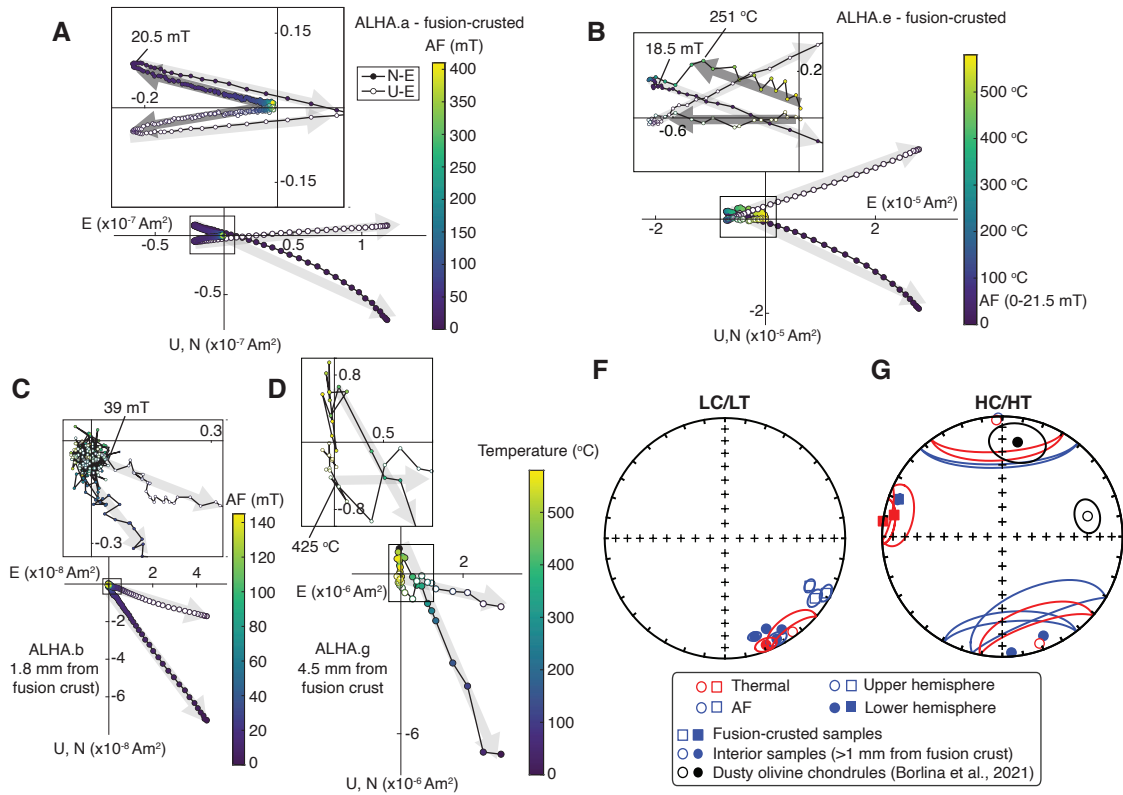 A
ALHA.a - fusion-crusted
20.5 mT
0.15
-0.2
-0.15
N-E
U-E
AF (mT)
400
350
300
250
200
150
100
50
0
E (x10-7 Am2)
-0.5
0.5
1
-0.5
U, N (x10-7 Am2)
B
ALHA.e - fusion-crusted
251 ºC
18.5 mT
-0.2
-0.6
500 ºC
400 ºC
300 ºC
200 ºC
100 ºC
AF (0-21.5 mT)
E (x10-5 Am2)
-2
2
-2
U,N (x10-5 Am2)
C
39 mT
0.3
-0.3
AF (mT)
140
120
100
80
60
40
20
0
E (x10-8 Am2)
2
4
-2
-4
-6
ALHA.b
1.8 mm from
fusion crust)
U, N (x10-8 Am2)
D
0.8
0.5
-0.8
425 ºC
Temperature (ºC)
500
400
300
200
100
0
E (x10-6 Am2)
2
ALHA.g
4.5 mm from
fusion crust
-6
U, N (x10-6 Am2)
F
LC/LT
G
HC/HT
Thermal
AF
Upper hemisphere
Lower hemisphere
Fusion-crusted samples
Interior samples (>1 mm from fusion crust)
Dusty olivine chondrules (Borlina et al., 2021)